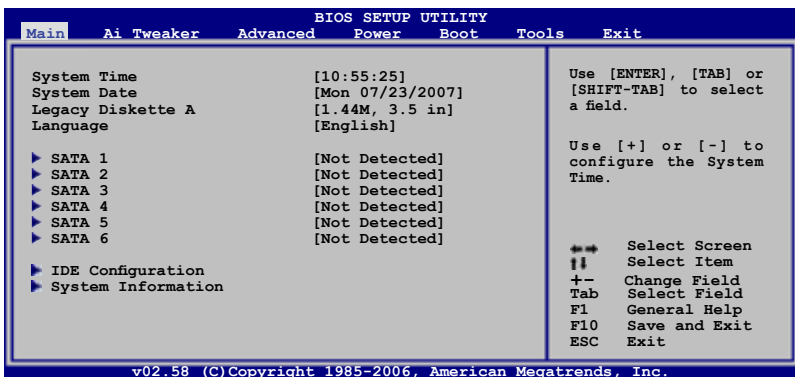 BIOS SETUP UTILITY
Main Ai Tweaker Advanced Power Boot Tools Exit
System Time [10:55:25]
System Date [Mon 07/23/2007]
Legacy Diskette A [1.44M, 3.5 in]
Language [English]
SATA 1 [Not Detected]
SATA 2 [Not Detected]
SATA 3 [Not Detected]
SATA 4 [Not Detected]
SATA 5 [Not Detected]
SATA 6 [Not Detected]
IDE Configuration
System Information
Use [ENTER], [TAB] or
[SHIFT-TAB] to select
a field.
Use [+] or [-] to
configure the System
Time.
Select Screen
Select Item
+- Change Field
Tab Select Field
F1 General Help
F10 Save and Exit
ESC Exit
v02.58 (C)Copyright 1985-2006, American Megatrends, Inc.